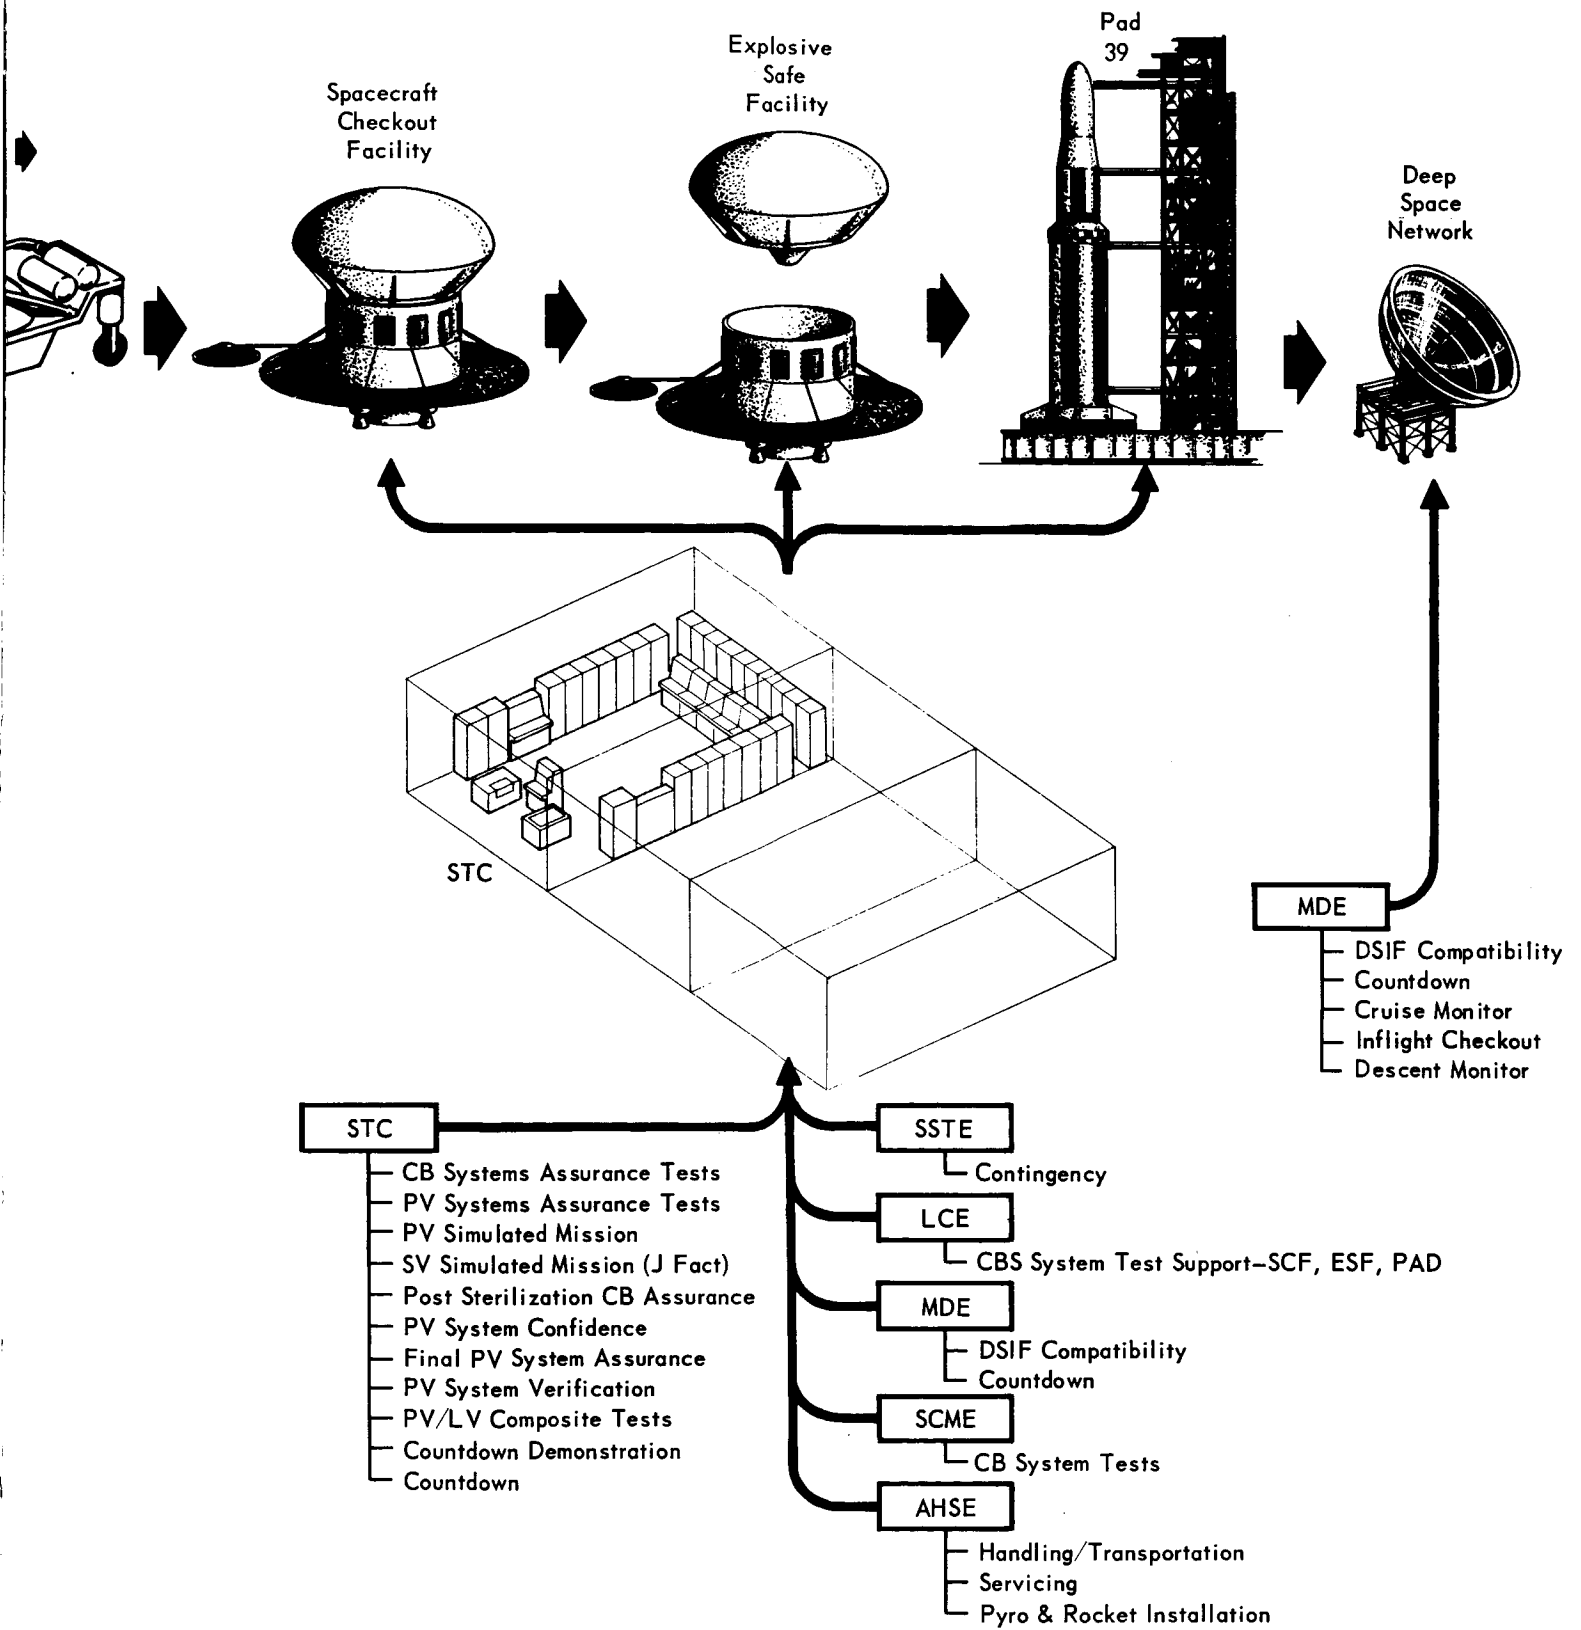 Pad
39
Explosive
Safe
Facility
Spacecraft
Checkout
Facility
Deep
Space
Network
STC
MDE
DSIF Compatibility
Countdown
Cruise Monitor
Inflight Checkout
Descent Monitor
STC
CB Systems Assurance Tests
PV Systems Assurance Tests
PV Simulated Mission
SV Simulated Mission (J Fact)
Post Sterilization CB Assurance
PV System Confidence
Final PV System Assurance
PV System Verification
PV/LV Composite Tests
Countdown Demonstration
Countdown
SSTE
Contingency
LCE
CBS System Test Support–SCF, ESF, PAD
MDE
DSIF Compatibility
Countdown
SCME
CB System Tests
AHSE
Handling/Transportation
Servicing
Pyro & Rocket Installation